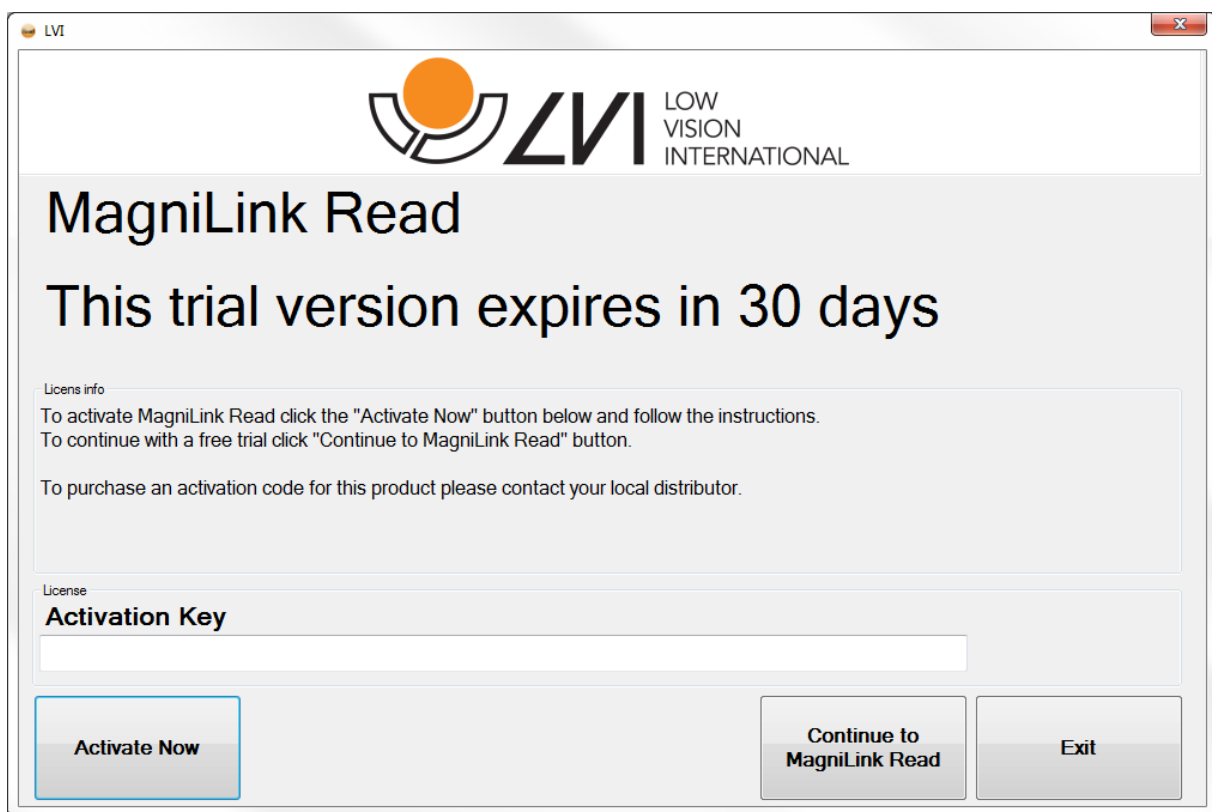 LVI
LVI
LOW
VISION
INTERNATIONAL
MagniLink Read
This trial version expires in 30 days
Licens info
To activate MagniLink Read click the "Activate Now" button below and follow the instructions.
To continue with a free trial click "Continue to MagniLink Read" button.
To purchase an activation code for this product please contact your local distributor.
License
Activation Key
Activate Now
Continue to
MagniLink Read
Exit